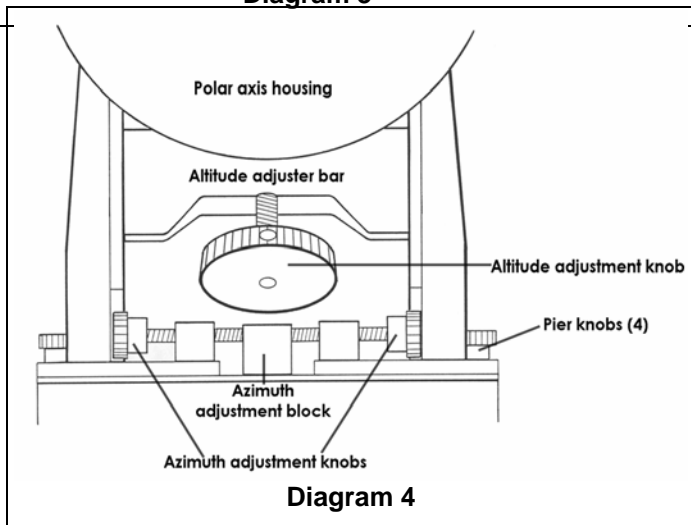 Polar axis housing
Altitude adjuster bar
Altitude adjustment knob
Pier knobs (4)
Azimuth
adjustment block
Azimuth adjustment knobs
Diagram 4